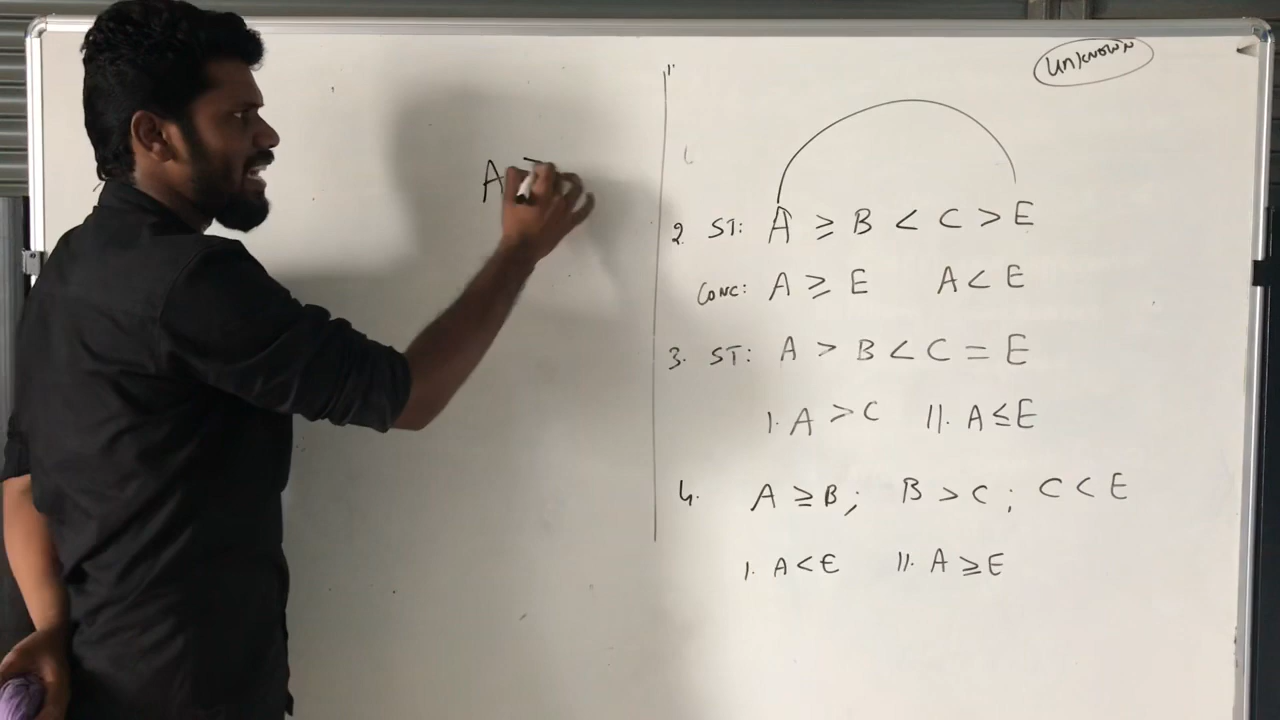 unknown
A
2. ST: A ≥ B < C > E
CONC: A ≥ E A < E
3. ST: A > B < C = E
I. A > C II. A ≤ E
4. A ≥ B; B > C; C < E
I. A < E II. A ≥ E